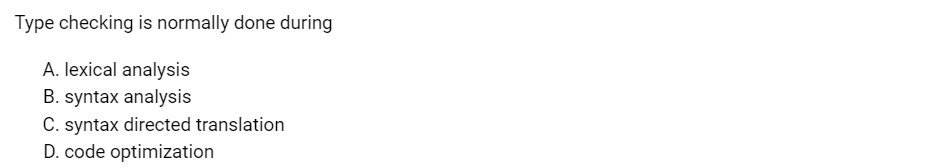 Type checking is normally done during
A. lexical analysis
B. syntax analysis
C. syntax directed translation
D. code optimization